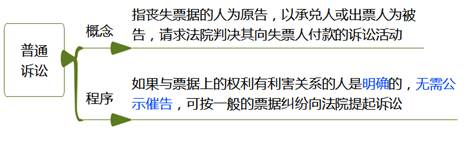 普通
诉讼
概念
指丧失票据的人为原告，以承兑人或出票人为被
告，请求法院判决其向失票人付款的诉讼活动
程序
如果与票据上的权利有利害关系的人是明确的，无需公
示催告，可按一般的票据纠纷向法院提起诉讼